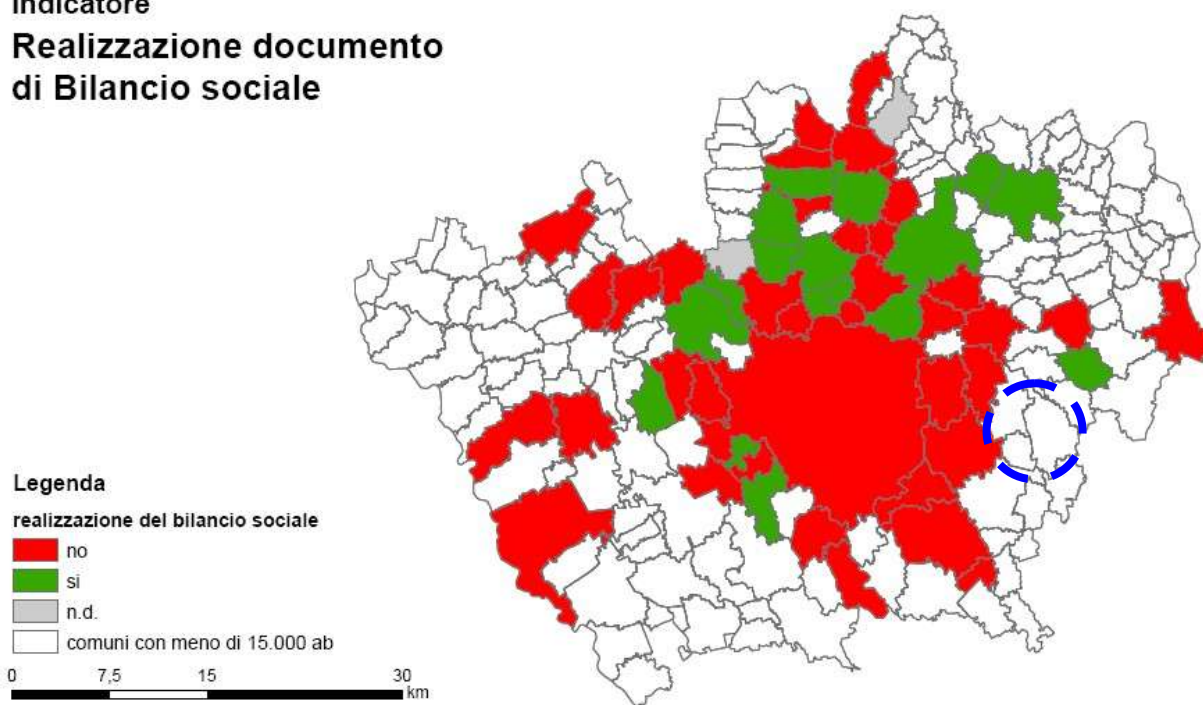 Indicatore
Realizzazione documento
di Bilancio sociale
Legenda
realizzazione del bilancio sociale
no
si
n.d.
comuni con meno di 15.000 ab
0 7,5 15 30
km